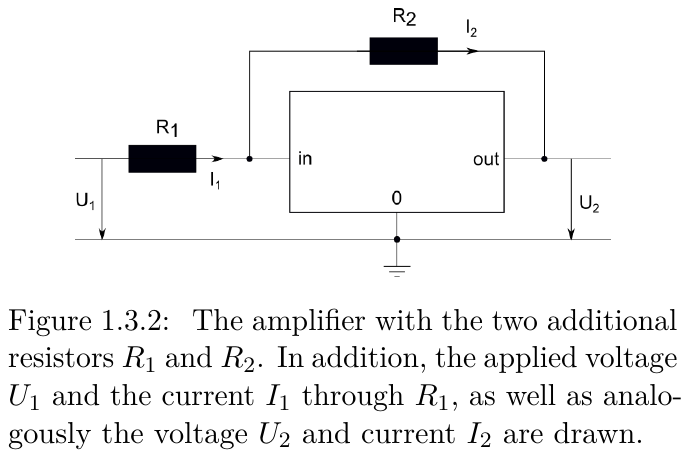 R2
I2
R1
I1
in
out
U1
0
U2
Figure 1.3.2: The amplifier with the two additional
resistors R1 and R2. In addition, the applied voltage
U1 and the current I1 through R1, as well as analo-
gously the voltage U2 and current I2 are drawn.